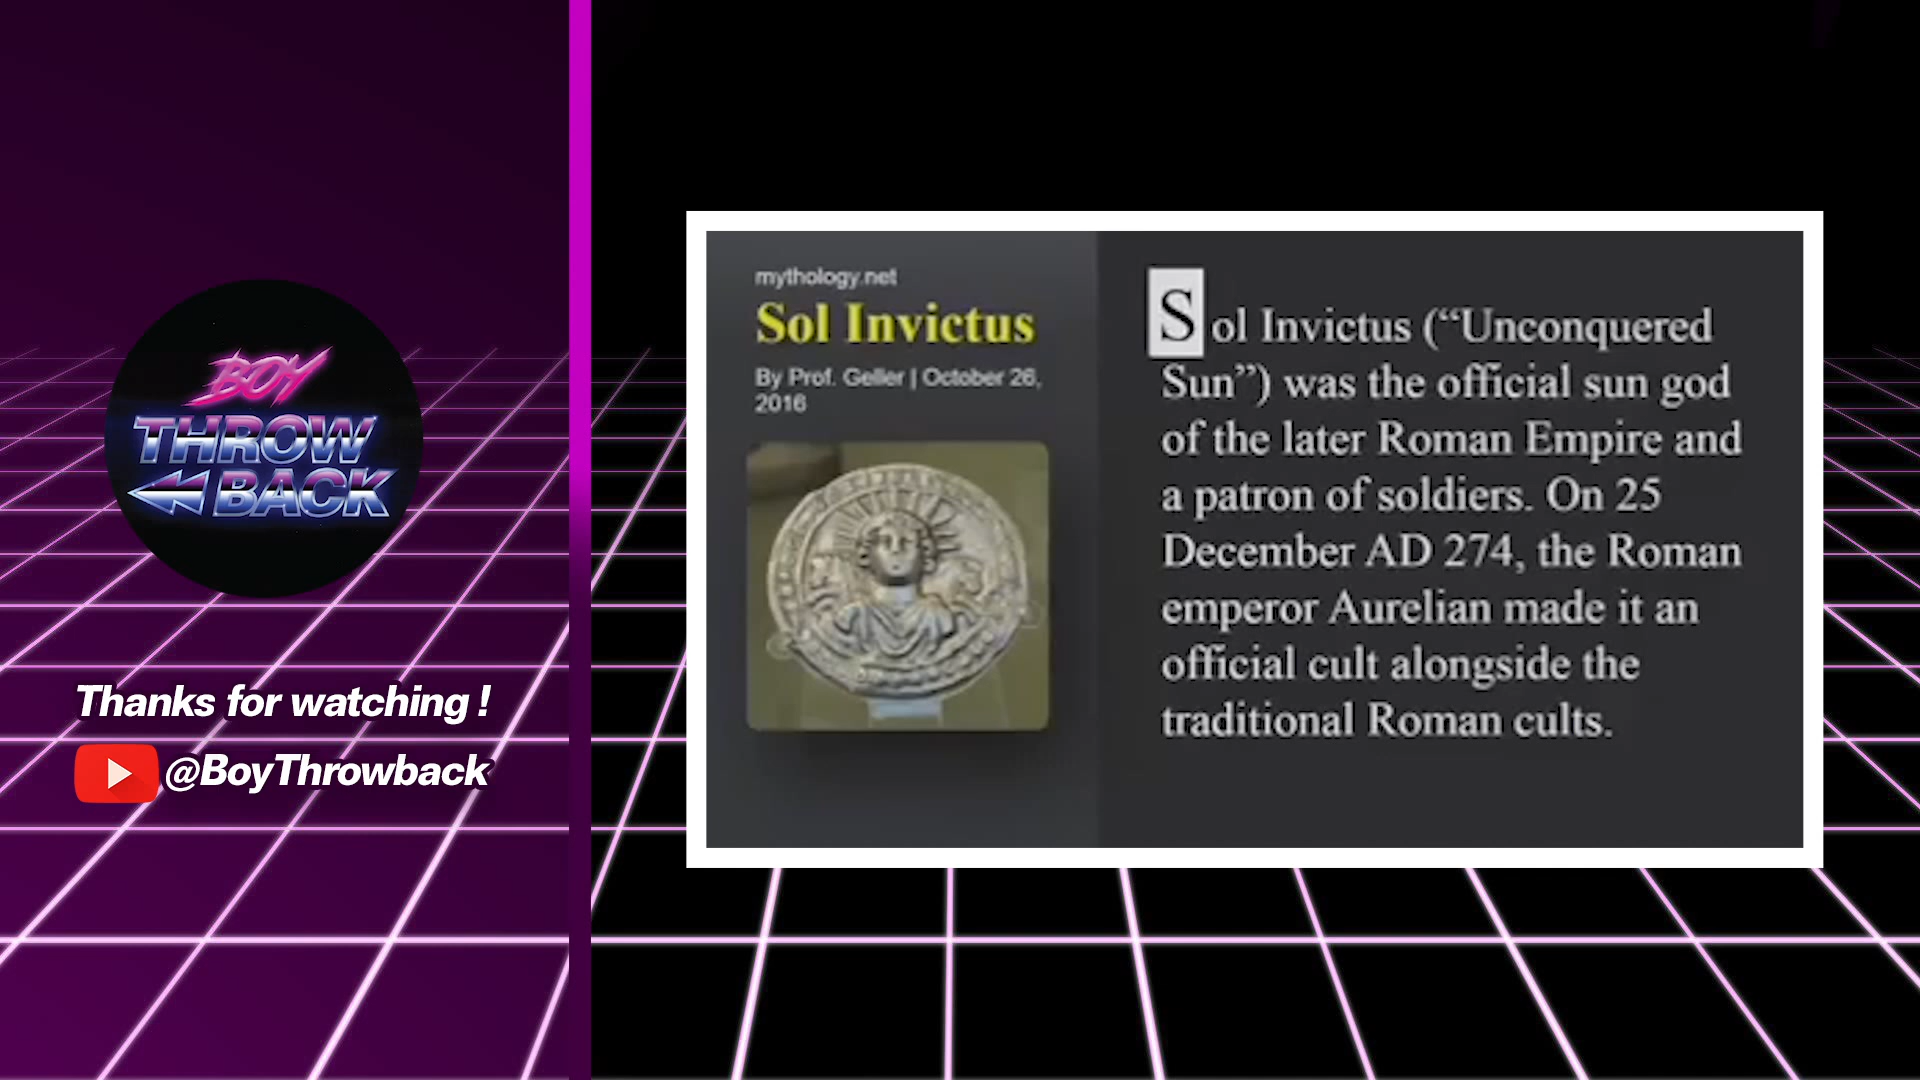 BOY
THROW
BACK
Thanks for watching !
@BoyThrowback
mythology.net
Sol Invictus
By Prof. Geller | October 26,
2016
Sol Invictus (“Unconquered
Sun”) was the official sun god
of the later Roman Empire and
a patron of soldiers. On 25
December AD 274, the Roman
emperor Aurelian made it an
official cult alongside the
traditional Roman cults.